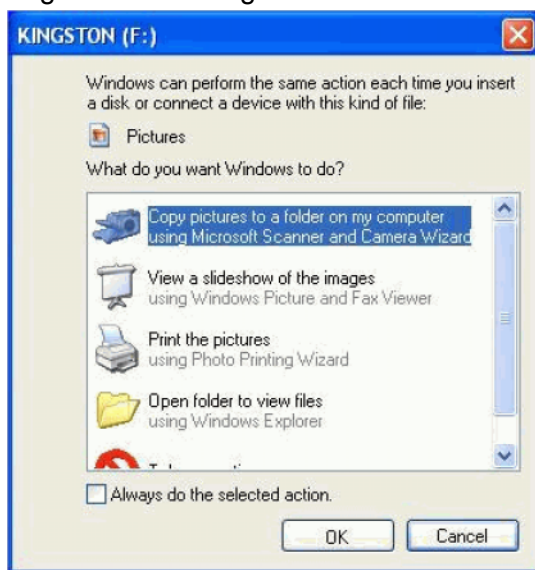 KINGSTON (F:)
Windows can perform the same action each time you insert
a disk or connect a device with this kind of file:
Pictures
What do you want Windows to do?
Copy pictures to a folder on my computer
using Microsoft Scanner and Camera Wizard
View a slideshow of the images
using Windows Picture and Fax Viewer
Print the pictures
using Photo Printing Wizard
Open folder to view files
using Windows Explorer
Always do the selected action.
OK
Cancel